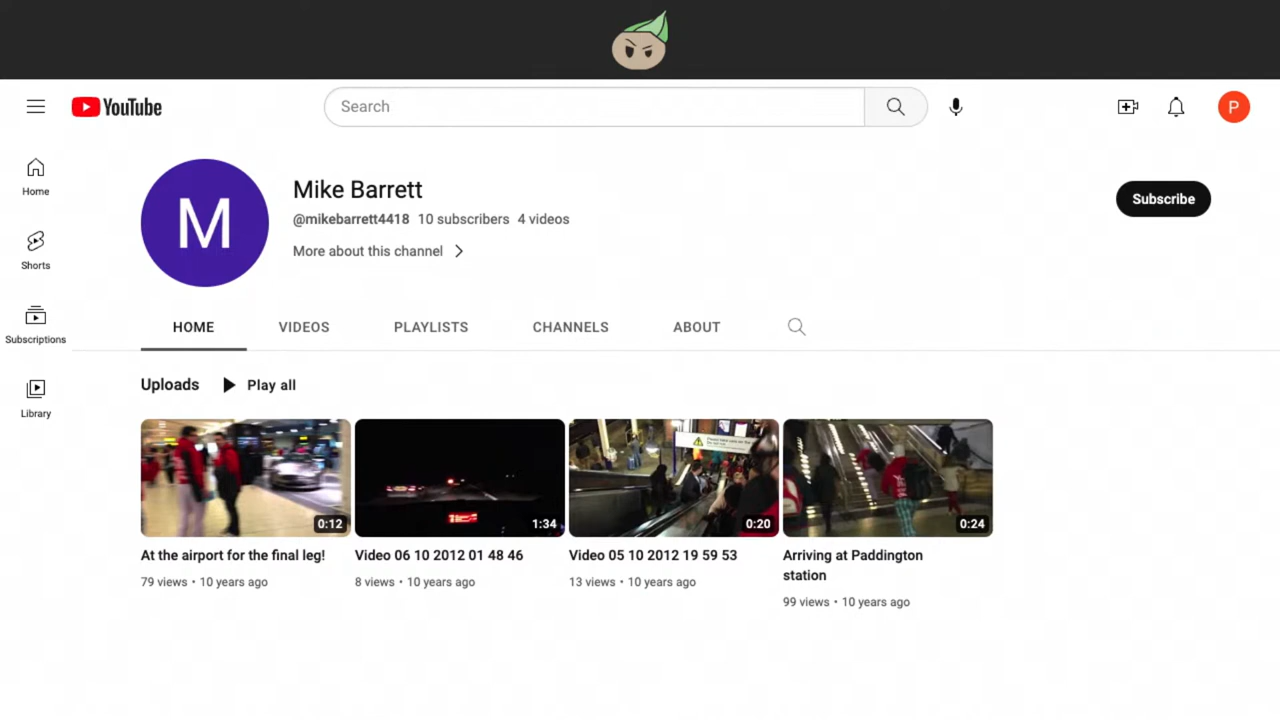 YouTube
Search
P
Home
Shorts
Subscriptions
Library
M
Mike Barrett
@mikebarrett4418 10 subscribers 4 videos
More about this channel
Subscribe
HOME VIDEOS PLAYLISTS CHANNELS ABOUT
Uploads Play all
0:12 1:34 0:20 0:24
At the airport for the final leg!
79 views • 10 years ago
Video 06 10 2012 01 48 46
8 views • 10 years ago
Video 05 10 2012 19 59 53
13 views • 10 years ago
Arriving at Paddington
station
99 views • 10 years ago